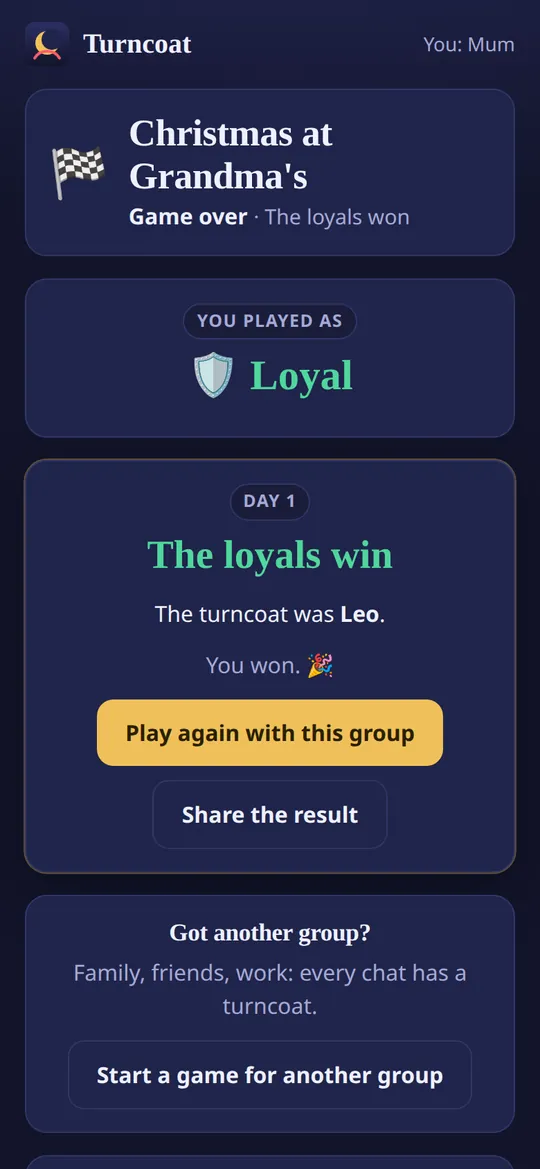 Turncoat
You: Mum
Christmas at
Grandma's
Game over · The loyals won
YOU PLAYED AS
Loyal
DAY 1
The loyals win
The turncoat was Leo.
You won. 🎉
Play again with this group
Share the result
Got another group?
Family, friends, work: every chat has a
turncoat.
Start a game for another group